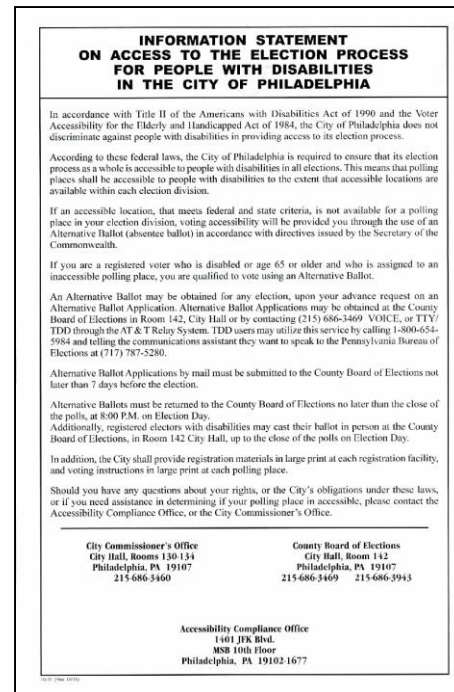 INFORMATION STATEMENT
ON ACCESS TO THE ELECTION PROCESS
FOR PEOPLE WITH DISABILITIES
IN THE CITY OF PHILADELPHIA
In accordance with Title II of the Americans with Disabilities Act of 1990 and the Voter
Accessibility for the Elderly and Handicapped Act of 1984, the City of Philadelphia does not
discriminate against people with disabilities in providing access to its election process.
According to these federal laws, the City of Philadelphia is required to ensure that its election
process as a whole is accessible to people with disabilities in all elections. This means that polling
places shall be accessible to people with disabilities to the extent that accessible locations are
available within each election division.
If an accessible location, that meets federal and state criteria, is not available for a polling
place in your election division, voting accessibility will be provided you through the use of an
Alternative Ballot (absentee ballot) in accordance with directives issued by the Secretary of the
Commonwealth.
If you are a registered voter who is disabled or age 65 or older and who is assigned to an
inaccessible polling place, you are qualified to vote using an Alternative Ballot.
An Alternative Ballot may be obtained for any election, upon your advance request on an
Alternative Ballot Application. Alternative Ballot Applications may be obtained at the County
Board of Elections in Room 142, City Hall or by contacting (215) 686-3469 VOICE, or TTY/
TDD through the AT & T Relay System. TDD users may utilize this service by calling 1-800-654-
5984 and telling the communications assistant they want to speak to the Pennsylvania Bureau of
Elections at (717) 787-5280.
Alternative Ballot Applications by mail must be submitted to the County Board of Elections not
later than 7 days before the election.
Alternative Ballots must be returned to the County Board of Elections no later than the close of
the polls, at 8:00 P.M. on Election Day.
Additionally, registered electors with disabilities may cast their ballot in person at the County
Board of Elections, in Room 142 City Hall, up to the close of the polls on Election Day.
In addition, the City shall provide registration materials in large print at each registration facility,
and voting instructions in large print at each polling place.
Should you have any questions about your rights, or the City's obligations under these laws,
or if you need assistance in determining if your polling place in accessible, please contact the
Accessibility Compliance Office, or the City Commissioner's Office.
City Commissioner's Office
City Hall, Rooms 130-134
Philadelphia, PA 19107
215-686-3460
County Board of Elections
City Hall, Room 142
Philadelphia, PA 19107
215-686-3469 215-686-3943
Accessibility Compliance Office
1401 JFK Blvd.
MSB 10th Floor
Philadelphia, PA 19102-1677